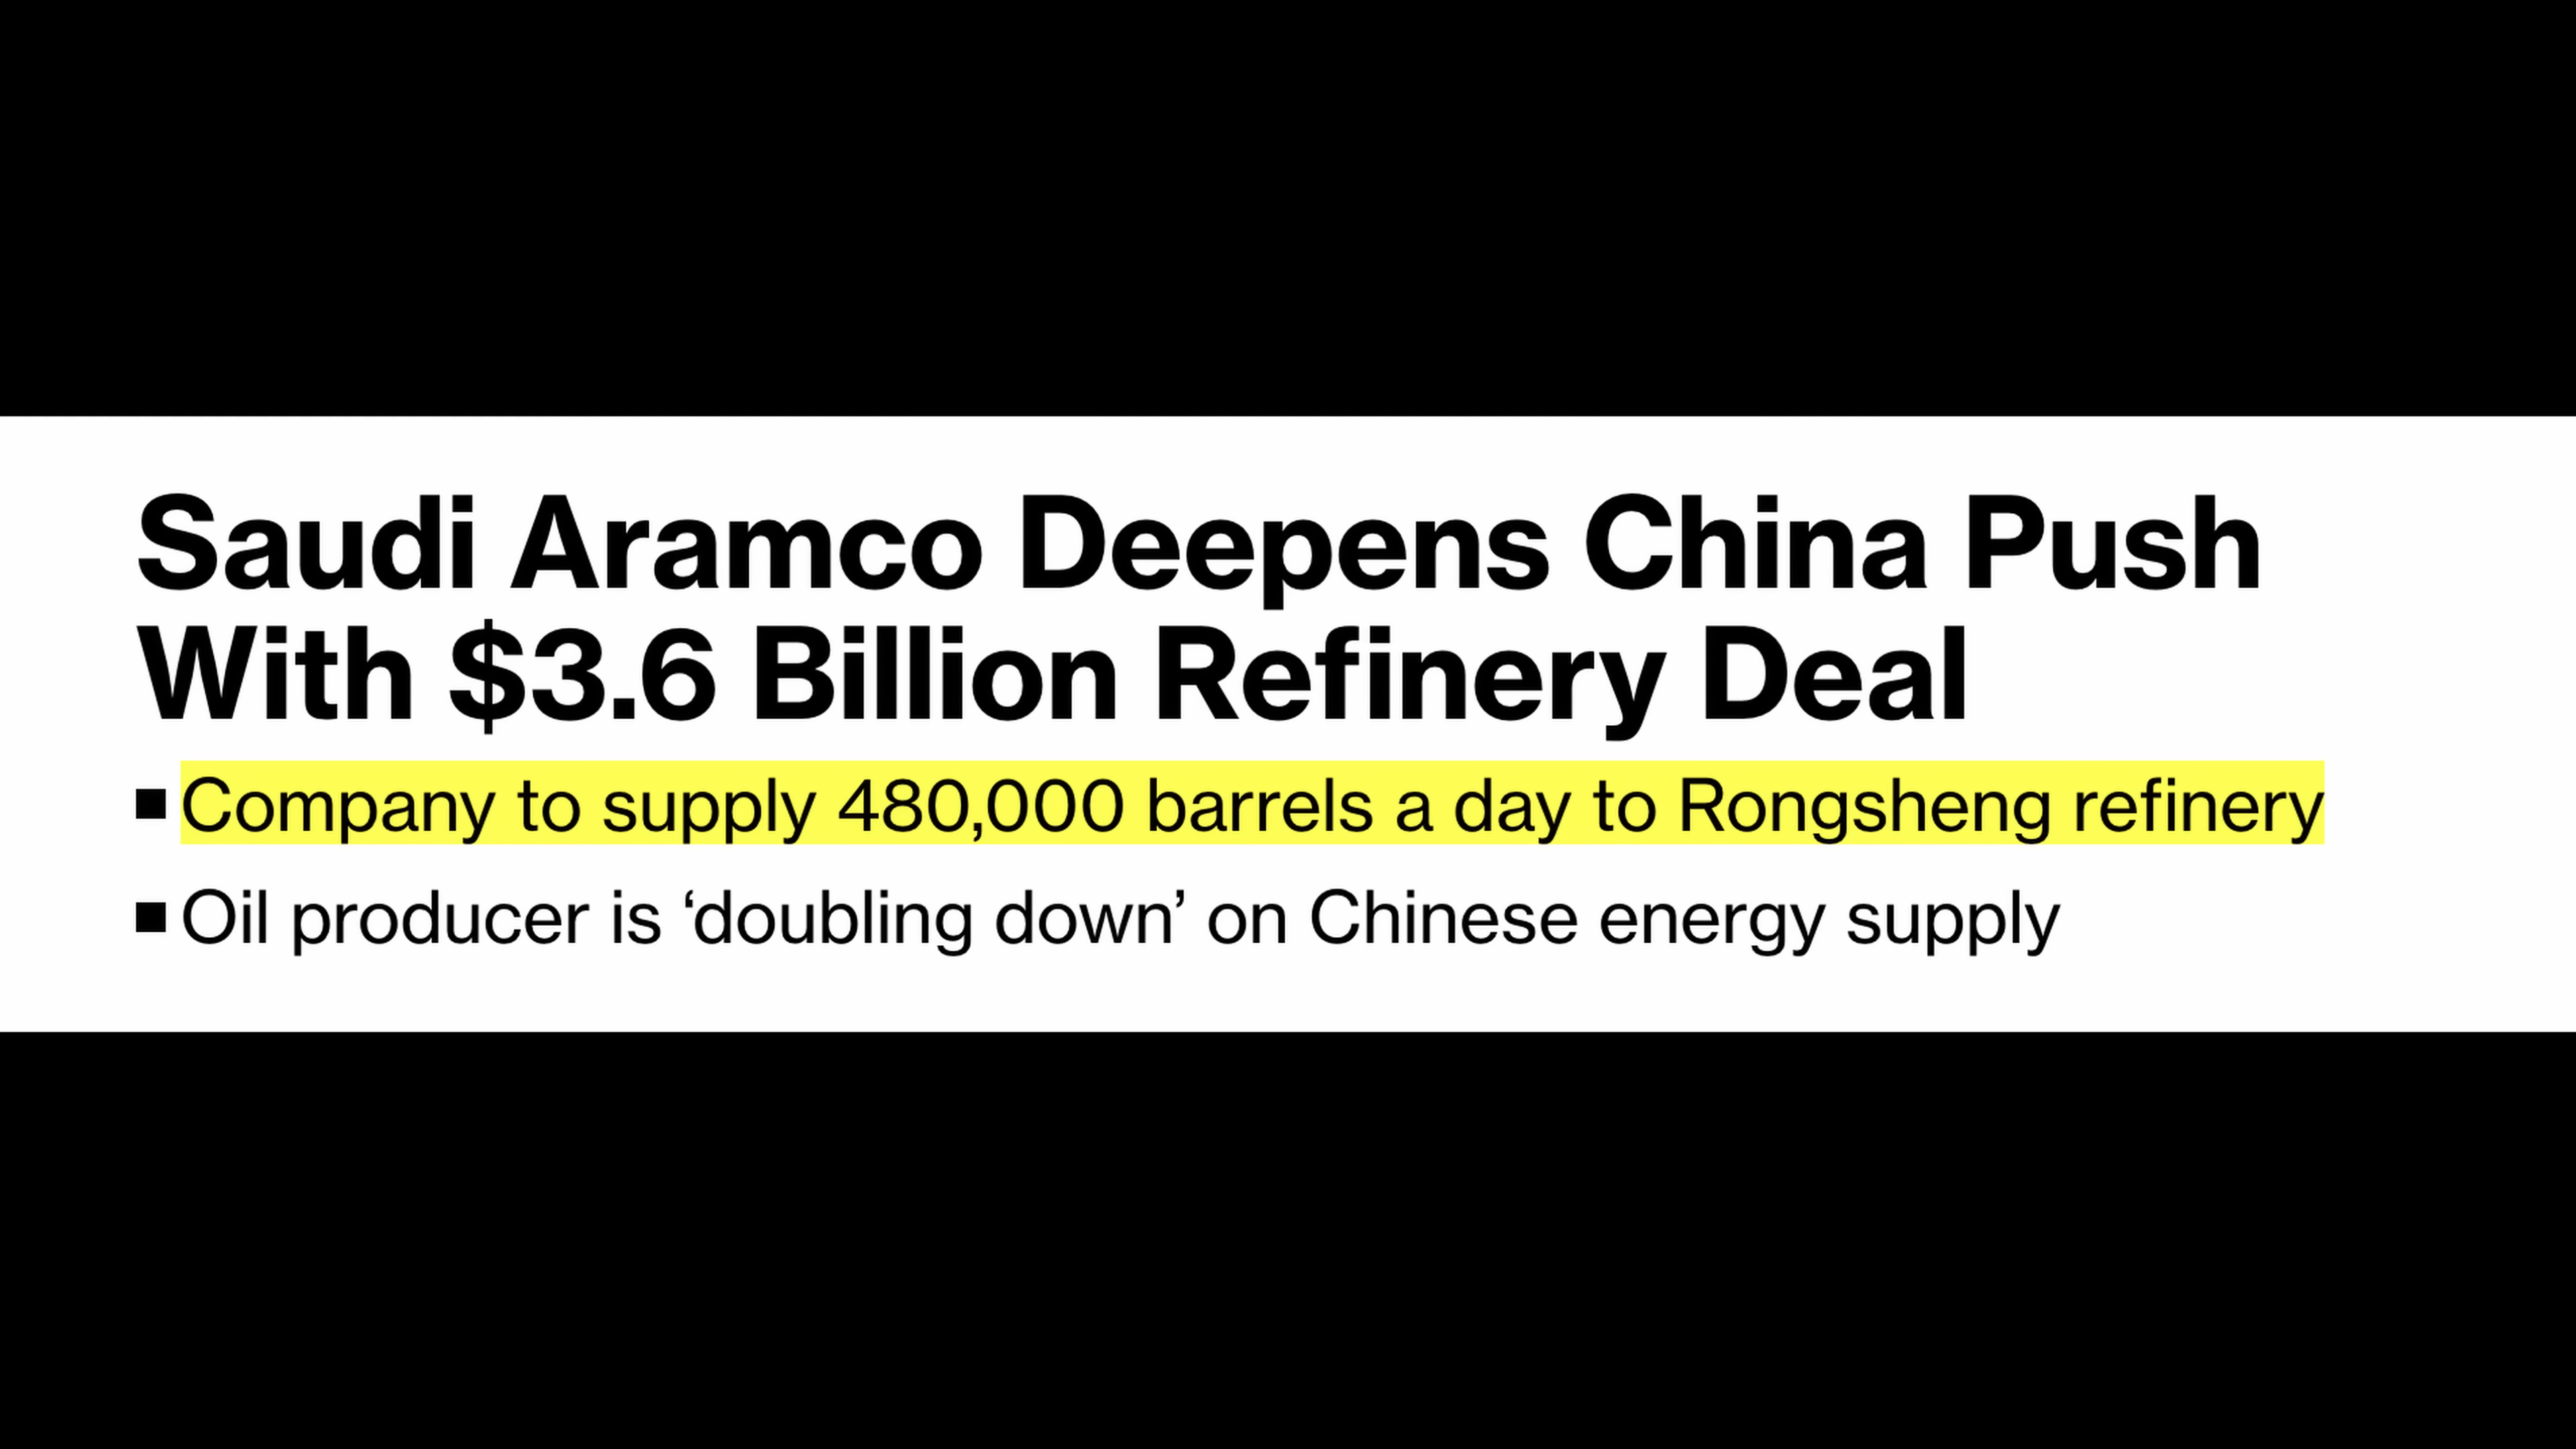 Saudi Aramco Deepens China Push
With $3.6 Billion Refinery Deal
■ Company to supply 480,000 barrels a day to Rongsheng refinery
■ Oil producer is ‘doubling down’ on Chinese energy supply